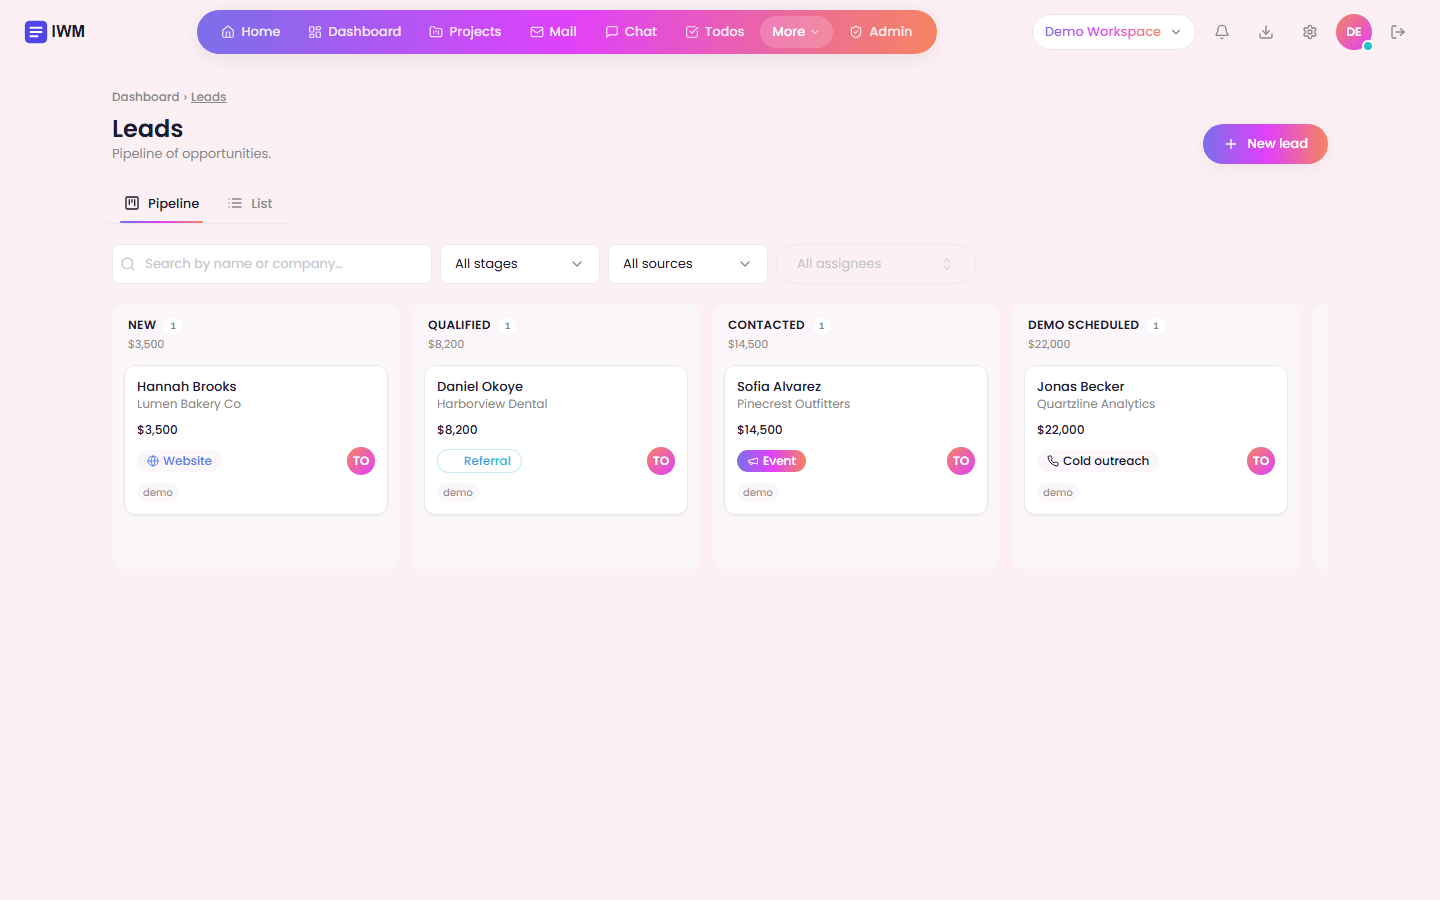 IWM
Home Dashboard Projects Mail Chat Todos More Admin
Demo Workspace
DE
Dashboard › Leads
Leads
Pipeline of opportunities.
New lead
Pipeline List
Search by name or company...
All stages
All sources
All assignees
NEW 1
$3,500
Hannah Brooks
Lumen Bakery Co
$3,500
Website
TO
demo
QUALIFIED 1
$8,200
Daniel Okoye
Harborview Dental
$8,200
Referral
TO
demo
CONTACTED 1
$14,500
Sofia Alvarez
Pinecrest Outfitters
$14,500
Event
TO
demo
DEMO SCHEDULED 1
$22,000
Jonas Becker
Quartzline Analytics
$22,000
Cold outreach
TO
demo